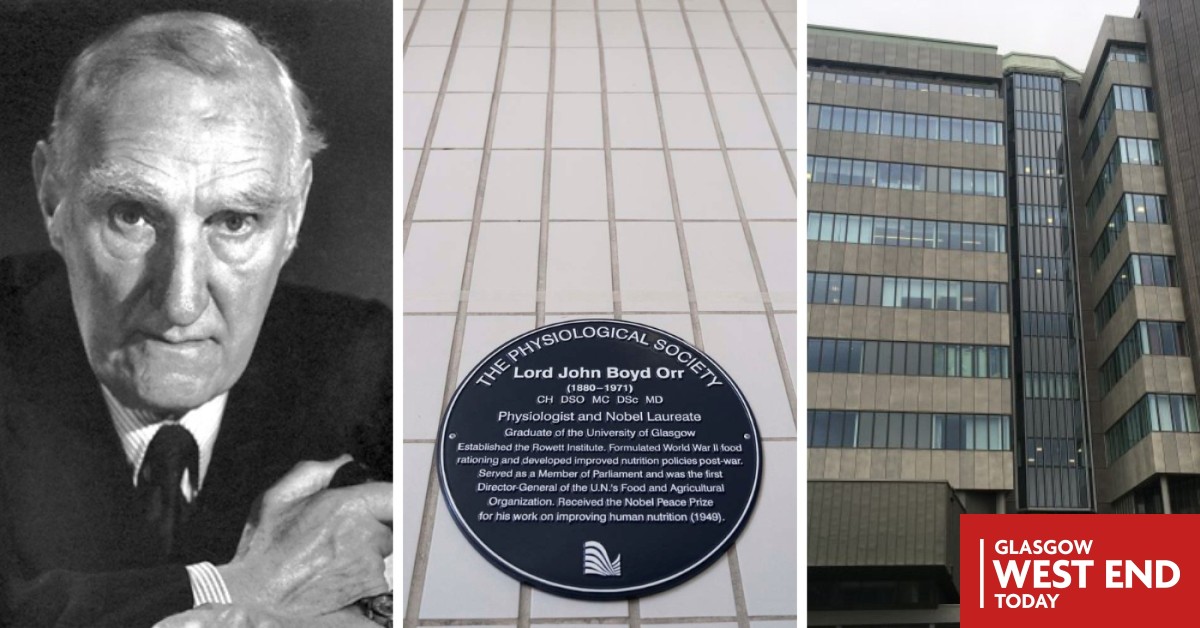 THE PHYSIOLOGICAL SOCIETY
Lord John Boyd Orr
(1880–1971)
CH DSO MC DSc MD
Physiologist and Nobel Laureate
Graduate of the University of Glasgow
Established the Rowett Institute. Formulated World War II food
rationing and developed improved nutrition policies post-war.
Served as a Member of Parliament and was the first
Director-General of the U.N.'s Food and Agricultural
Organization. Received the Nobel Peace Prize
for his work on improving human nutrition (1949).
GLASGOW
WEST END
TODAY